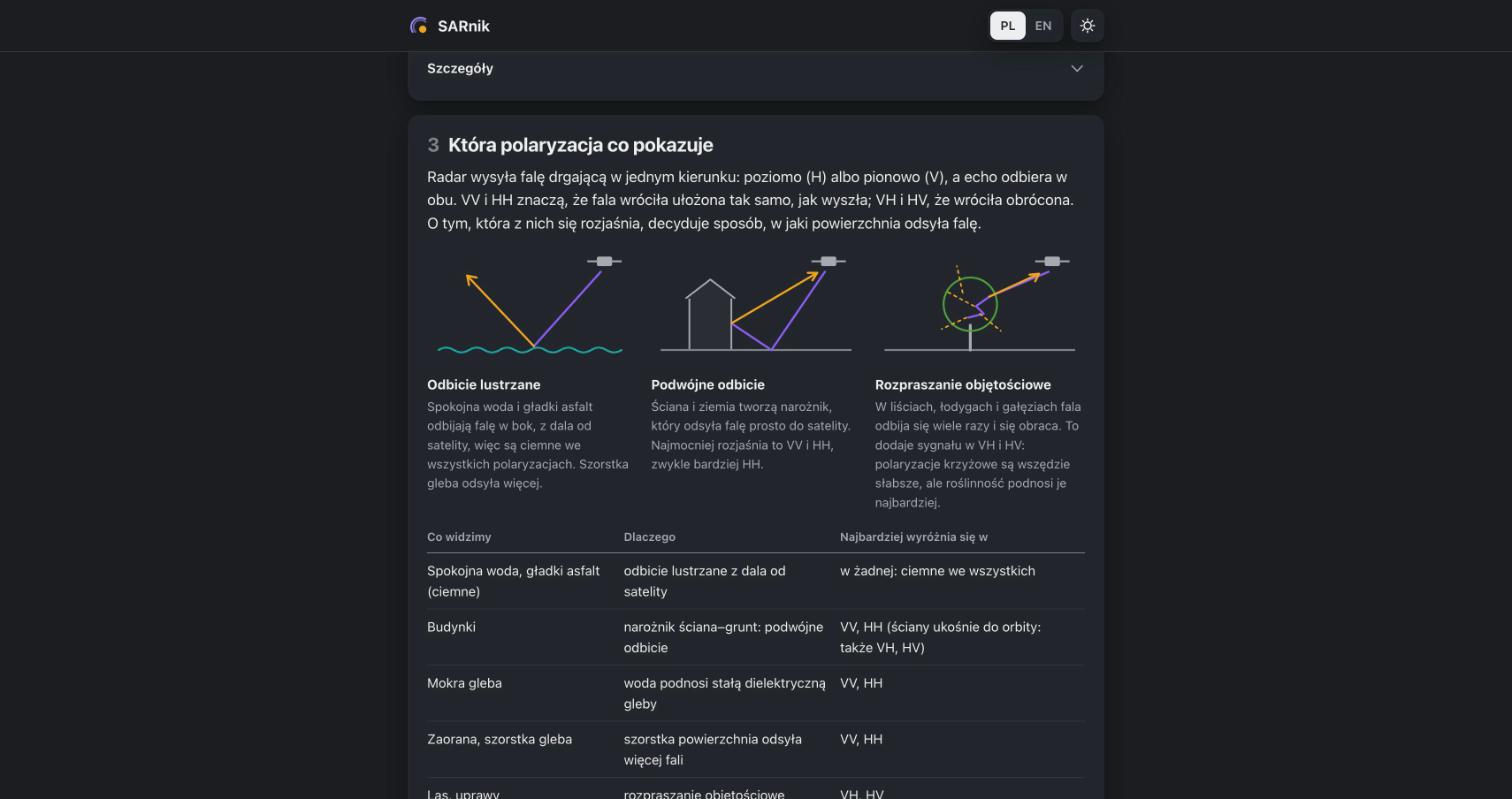 SARnik
PL EN
Szczegóły
3 Która polaryzacja co pokazuje
Radar wysyła falę drgającą w jednym kierunku: poziomo (H) albo pionowo (V), a echo odbiera w
obu. VV i HH znaczą, że fala wróciła ułożona tak samo, jak wyszła; VH i HV, że wróciła obrócona.
O tym, która z nich się rozjaśnia, decyduje sposób, w jaki powierzchnia odsyła falę.
Odbicie lustrzane
Spokojna woda i gładki asfalt
odbijają falę w bok, z dala od
satelity, więc są ciemne we
wszystkich polaryzacjach. Szorstka
gleba odsyła więcej.
Podwójne odbicie
Ściana i ziemia tworzą narożnik,
który odsyła falę prosto do satelity.
Najmocniej rozjaśnia to VV i HH,
zwykle bardziej HH.
Rozpraszanie objętościowe
W liściach, łodygach i gałęziach fala
odbija się wiele razy i się obraca. To
dodaje sygnału w VH i HV:
polaryzacje krzyżowe są wszędzie
słabsze, ale roślinność podnosi je
najbardziej.
Co widzimy Dlaczego Najbardziej wyróżnia się w
Spokojna woda, gładki asfalt
(ciemne)
odbicie lustrzane z dala od
satelity
w żadnej: ciemne we wszystkich
Budynki
narożnik ściana–grunt: podwójne
odbicie
VV, HH (ściany ukośnie do orbity:
także VH, HV)
Mokra gleba
woda podnosi stałą dielektryczną
gleby
VV, HH
Zaorana, szorstka gleba
szorstka powierzchnia odsyła
więcej fali
VV, HH
Las, uprawy
rozpraszanie objętościowe
VH, HV